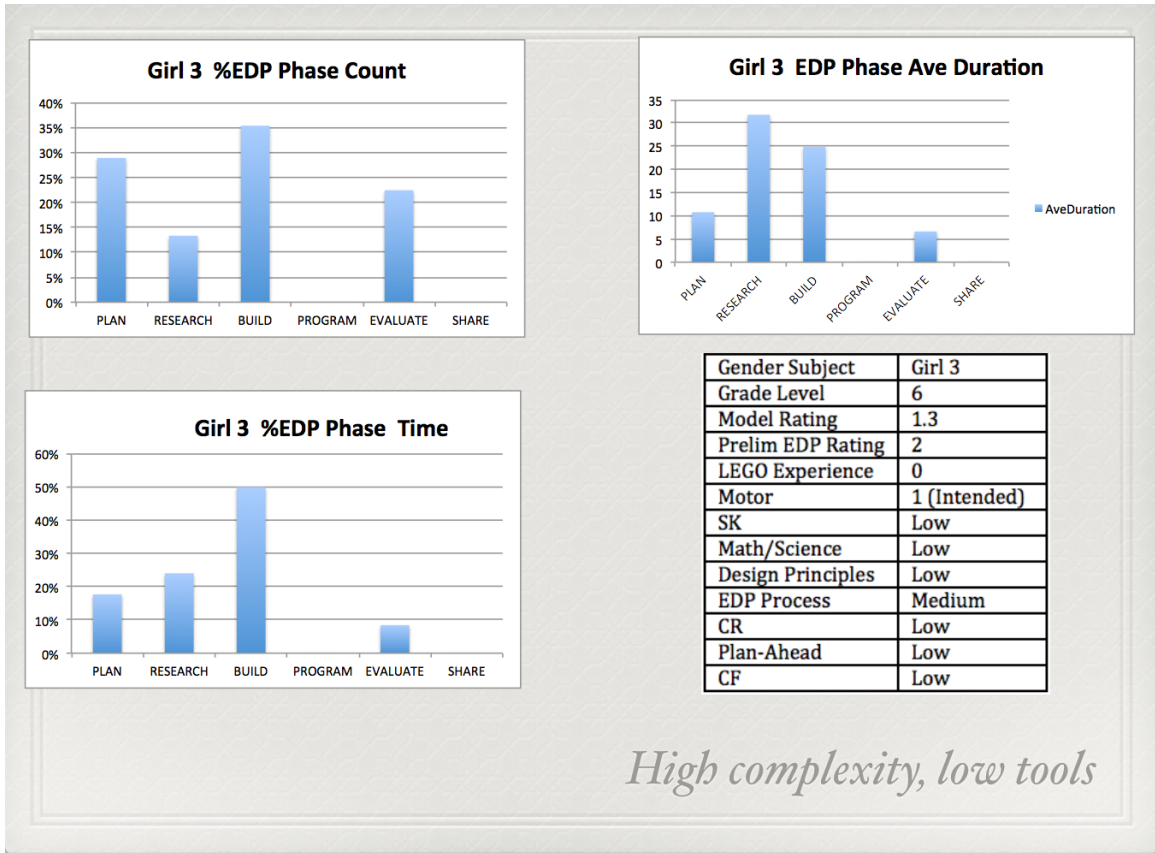 Girl 3 %EDP Phase Count
40%
35%
30%
25%
20%
15%
10%
5%
0%
PLAN RESEARCH BUILD PROGRAM EVALUATE SHARE
Girl 3 EDP Phase Ave Duration
35
30
25
20
15
10
5
0
PLAN RESEARCH BUILD PROGRAM EVALUATE SHARE
AveDuration
Girl 3 %EDP Phase Time
60%
50%
40%
30%
20%
10%
0%
PLAN RESEARCH BUILD PROGRAM EVALUATE SHARE
Gender Subject Girl 3
Grade Level 6
Model Rating 1.3
Prelim EDP Rating 2
LEGO Experience 0
Motor 1 (Intended)
SK Low
Math/Science Low
Design Principles Low
EDP Process Medium
CR Low
Plan-Ahead Low
CF Low
High complexity, low tools